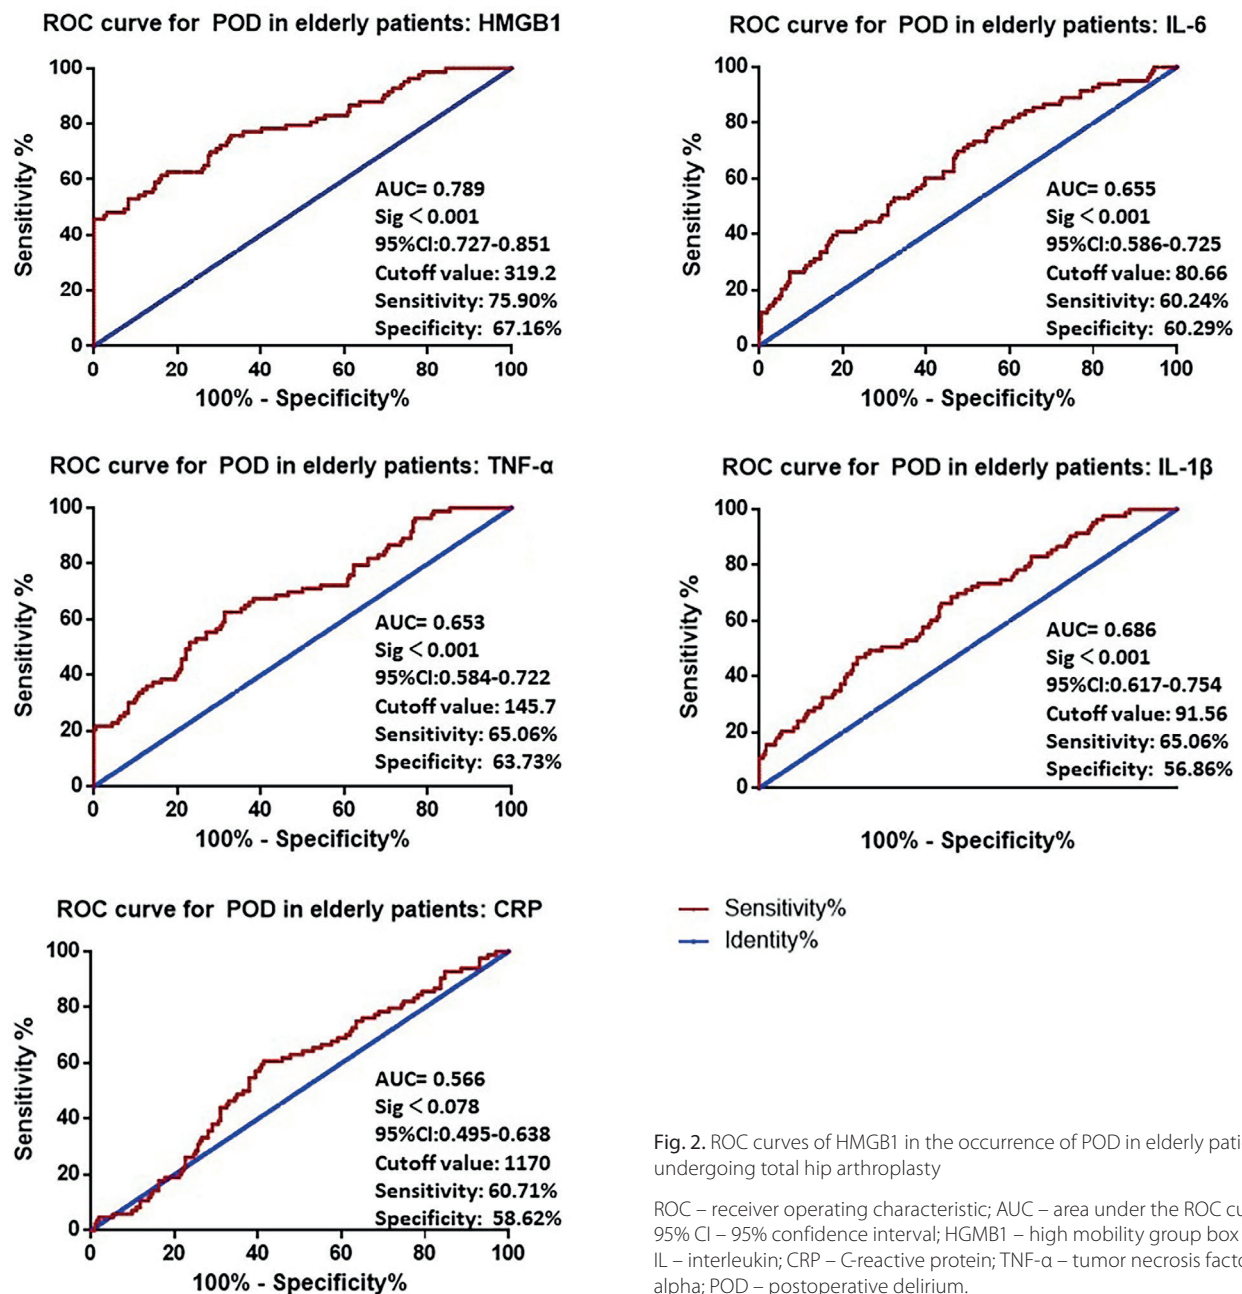 ROC curve for POD in elderly patients: HMGB1
100
80
60
40
20
0
Sensitivity %
AUC= 0.789
Sig < 0.001
95%CI:0.727-0.851
Cutoff value: 319.2
Sensitivity: 75.90%
Specificity: 67.16%
0 20 40 60 80 100
100% - Specificity%
ROC curve for POD in elderly patients: IL-6
100
80
60
40
20
0
Sensitivity %
AUC= 0.655
Sig < 0.001
95%CI:0.586-0.725
Cutoff value: 80.66
Sensitivity: 60.24%
Specificity: 60.29%
0 20 40 60 80 100
100% - Specificity%
ROC curve for POD in elderly patients: TNF-α
100
80
60
40
20
0
Sensitivity %
AUC= 0.653
Sig < 0.001
95%CI:0.584-0.722
Cutoff value: 145.7
Sensitivity: 65.06%
Specificity: 63.73%
0 20 40 60 80 100
100% - Specificity%
ROC curve for POD in elderly patients: IL-1β
100
80
60
40
20
0
Sensitivity %
AUC= 0.686
Sig < 0.001
95%CI:0.617-0.754
Cutoff value: 91.56
Sensitivity: 65.06%
Specificity: 56.86%
100% - Specificity%
ROC curve for POD in elderly patients: CRP
100
80
60
40
20
0
Sensitivity %
AUC= 0.566
Sig < 0.078
95%CI:0.495-0.638
Cutoff value: 1170
Sensitivity: 60.71%
Specificity: 58.62%
0 20 40 60 80 100
100% - Specificity%
Sensitivity%
Identity%
Fig. 2. ROC curves of HMGB1 in the occurrence of POD in elderly pati
undergoing total hip arthroplasty
ROC – receiver operating characteristic; AUC – area under the ROC cu
95% CI – 95% confidence interval; HGMB1 – high mobility group box
IL – interleukin; CRP – C-reactive protein; TNF-α – tumor necrosis facto
alpha; POD – postoperative delirium.